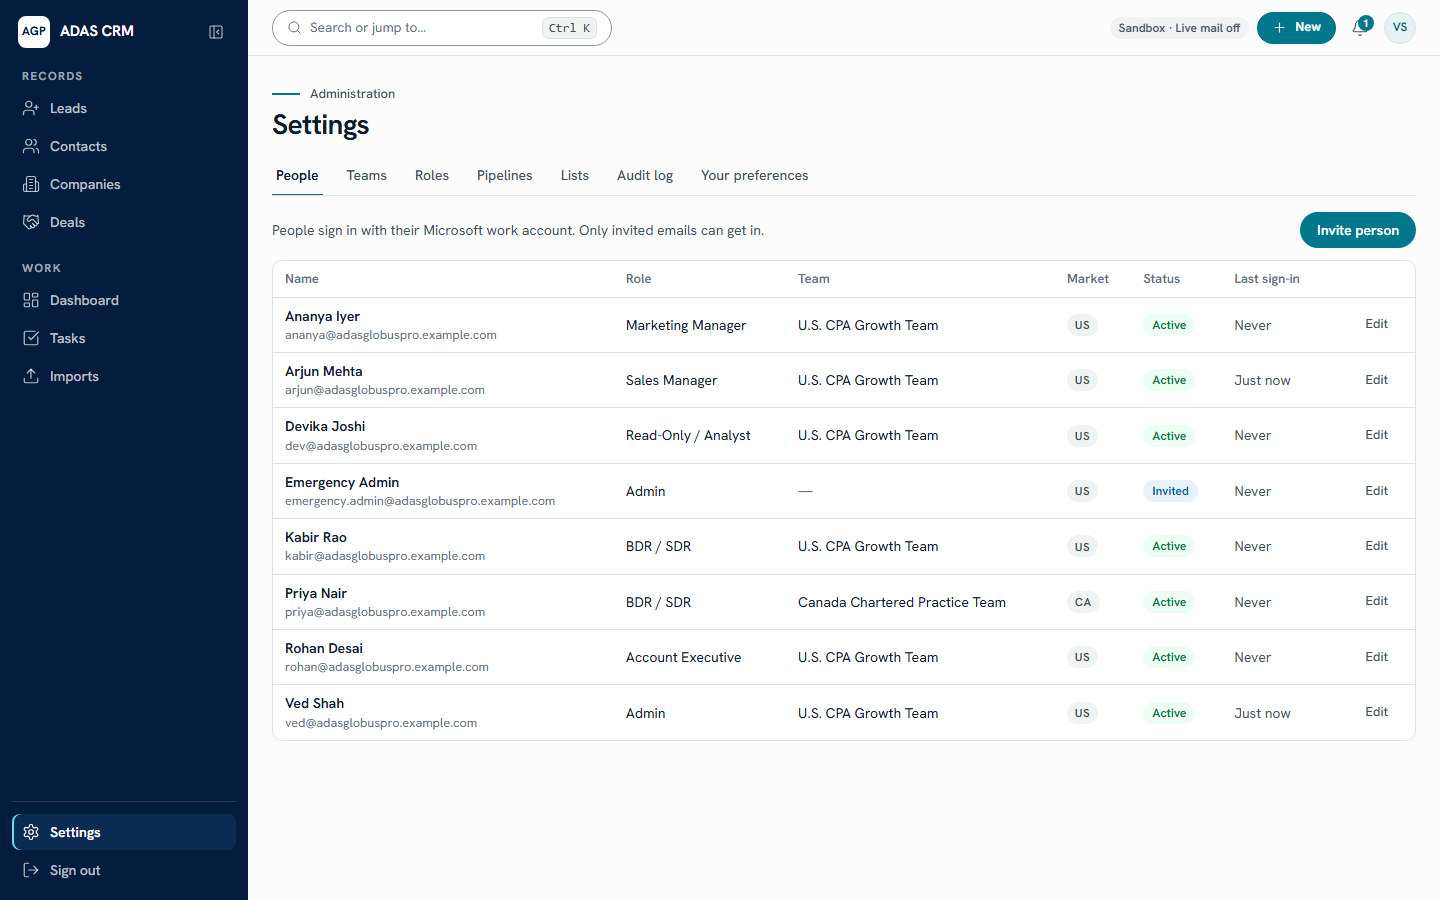 AGP ADAS CRM
RECORDS
Leads
Contacts
Companies
Deals
WORK
Dashboard
Tasks
Imports
Settings
Sign out
Search or jump to... Ctrl K
Sandbox · Live mail off
New
1
VS
Administration
Settings
People Teams Roles Pipelines Lists Audit log Your preferences
People sign in with their Microsoft work account. Only invited emails can get in.
Invite person
Name Role Team Market Status Last sign-in
Ananya Iyer
ananya@adasglobuspro.example.com
Marketing Manager U.S. CPA Growth Team US Active Never Edit
Arjun Mehta
arjun@adasglobuspro.example.com
Sales Manager U.S. CPA Growth Team US Active Just now Edit
Devika Joshi
dev@adasglobuspro.example.com
Read-Only / Analyst U.S. CPA Growth Team US Active Never Edit
Emergency Admin
emergency.admin@adasglobuspro.example.com
Admin — US Invited Never Edit
Kabir Rao
kabir@adasglobuspro.example.com
BDR / SDR U.S. CPA Growth Team US Active Never Edit
Priya Nair
priya@adasglobuspro.example.com
BDR / SDR Canada Chartered Practice Team CA Active Never Edit
Rohan Desai
rohan@adasglobuspro.example.com
Account Executive U.S. CPA Growth Team US Active Never Edit
Ved Shah
ved@adasglobuspro.example.com
Admin U.S. CPA Growth Team US Active Just now Edit